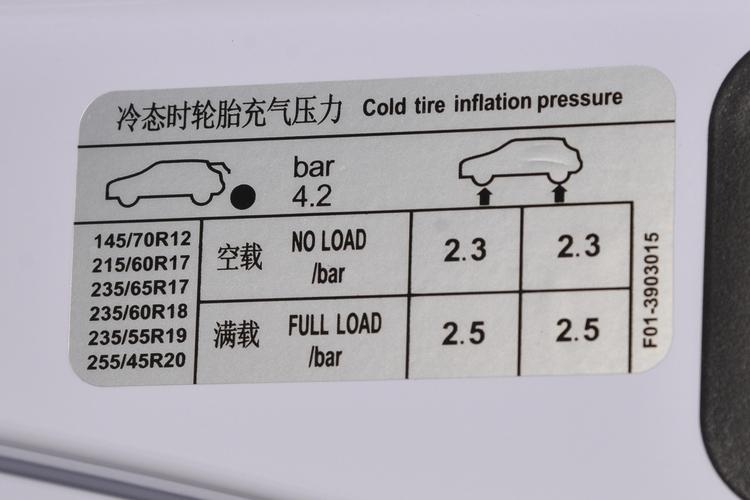 冷态时轮胎充气压力 Cold tire inflation pressure
bar
4.2
145/70R12
215/60R17
235/65R17
235/60R18
235/55R19
255/45R20
空载 NO LOAD /bar 2.3 2.3
满载 FULL LOAD /bar 2.5 2.5
F01-3903015